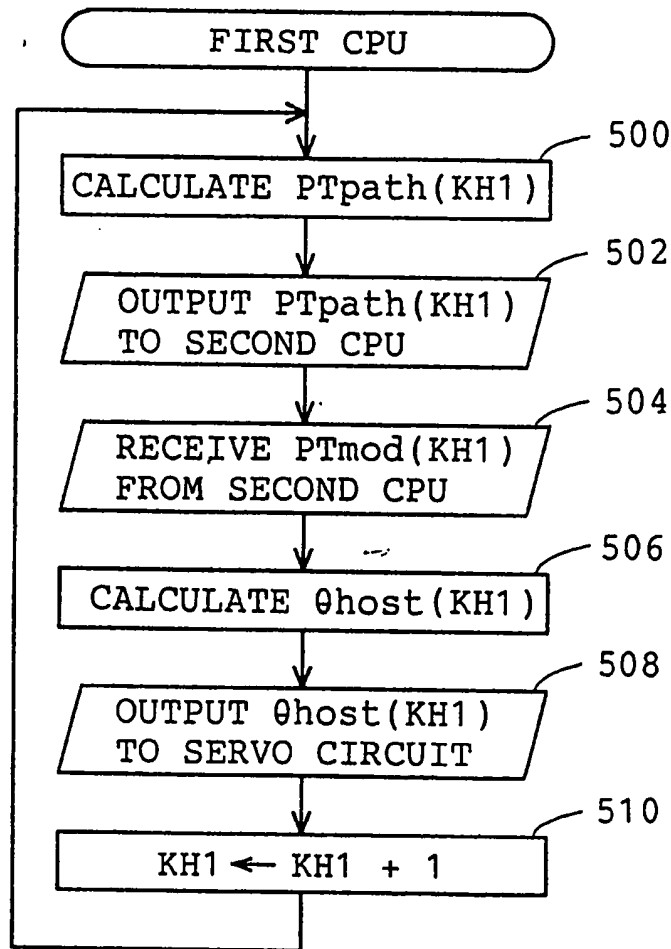 FIRST CPU
500
CALCULATE PTpath(KH1)
502
OUTPUT PTpath(KH1)
TO SECOND CPU
504
RECEIVE PTmod(KH1)
FROM SECOND CPU
506
CALCULATE θhost(KH1)
508
OUTPUT θhost(KH1)
TO SERVO CIRCUIT
510
KH1 ← KH1 + 1